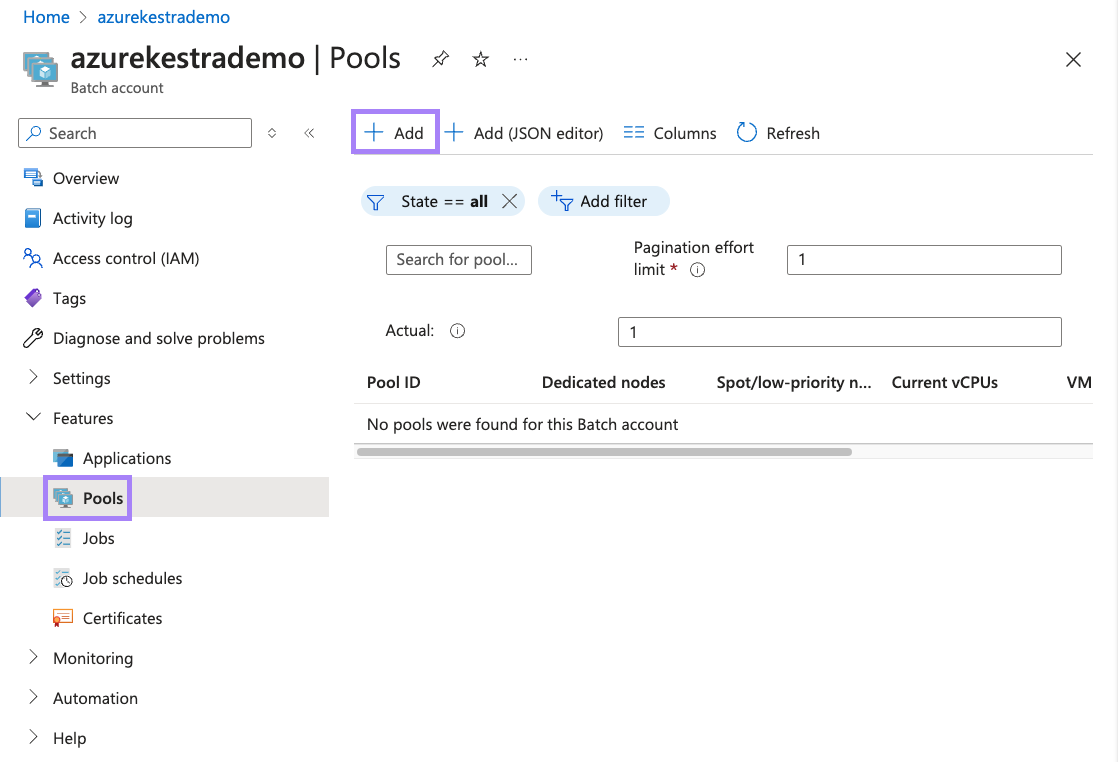 Home > azurekestrademo
azurekestrademo | Pools ...
Batch account
Search
Overview
Activity log
Access control (IAM)
Tags
Diagnose and solve problems
Settings
Features
Applications
Pools
Jobs
Job schedules
Certificates
Monitoring
Automation
Help
Add Add (JSON editor) Columns Refresh
State == all Add filter
Search for pool... Pagination effort limit * 1
Actual: 1
Pool ID Dedicated nodes Spot/low-priority n... Current vCPUs VM
No pools were found for this Batch account